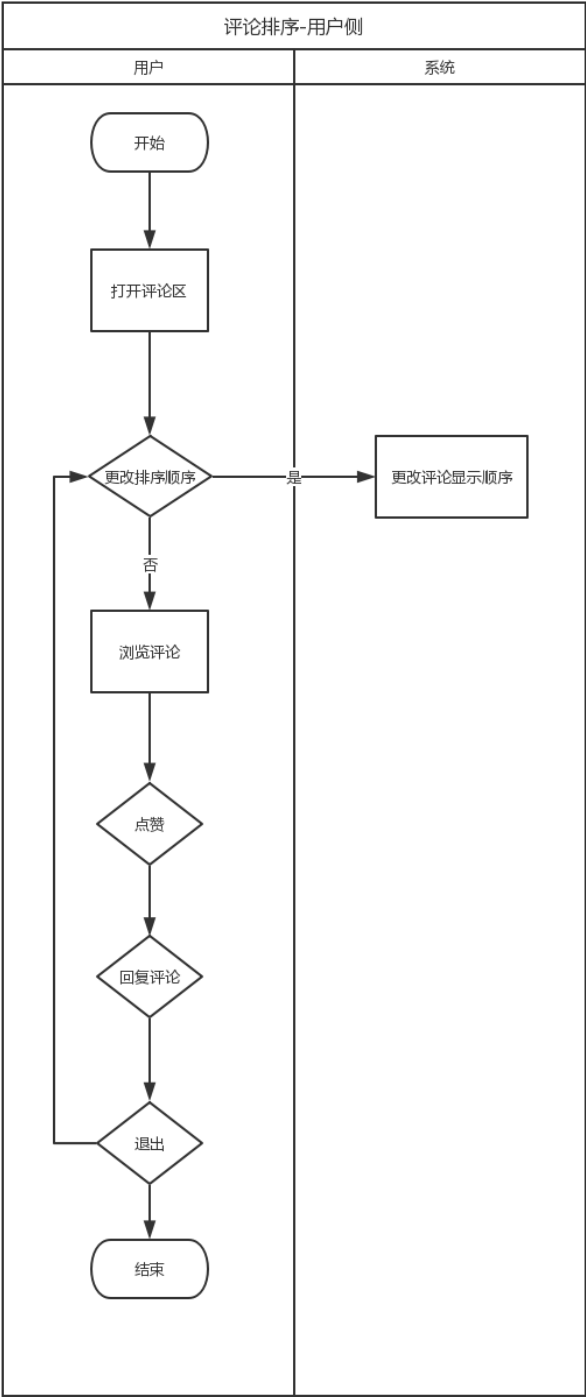 评论排序-用户侧
用户
系统
开始
打开评论区
更改排序顺序
是
更改评论显示顺序
否
浏览评论
点赞
回复评论
退出
结束